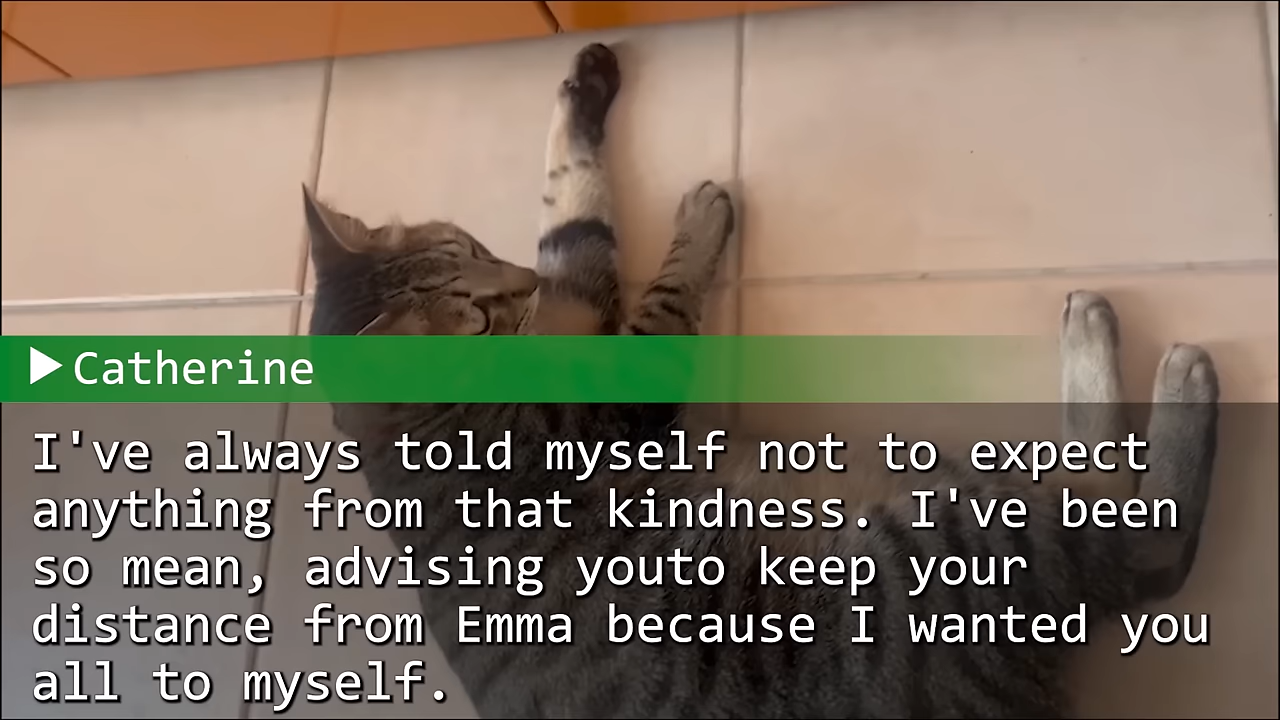 Catherine
I've always told myself not to expect
anything from that kindness. I've been
so mean, advising youto keep your
distance from Emma because I wanted you
all to myself.